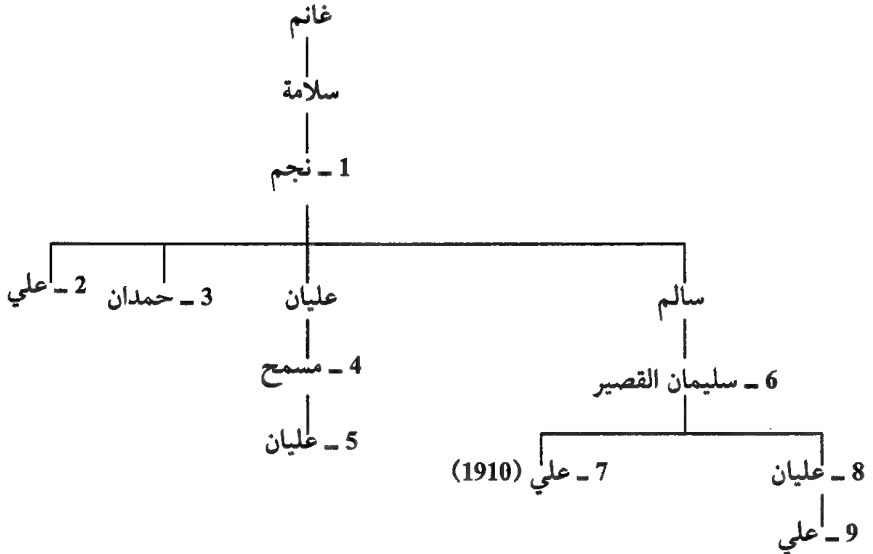 غانم
سلامة
1 ـ نجم
سالم
عليان
3 ـ حمدان
2 ـ علي
6 ـ سليمان القصير
4 ـ مسمح
5 ـ عليان
8 ـ عليان
7 ـ علي (1910)
9 ـ علي